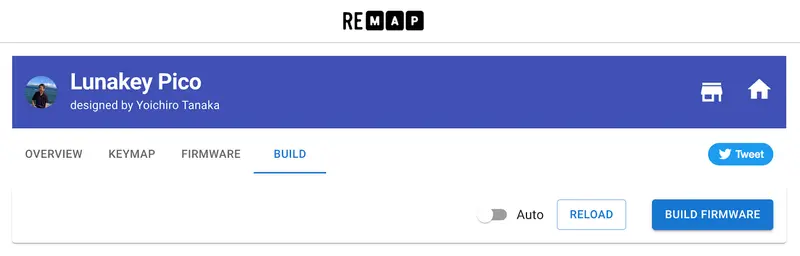 REMAP
Lunakey Pico
designed by Yoichiro Tanaka
OVERVIEW KEYMAP FIRMWARE BUILD Tweet
Auto RELOAD BUILD FIRMWARE